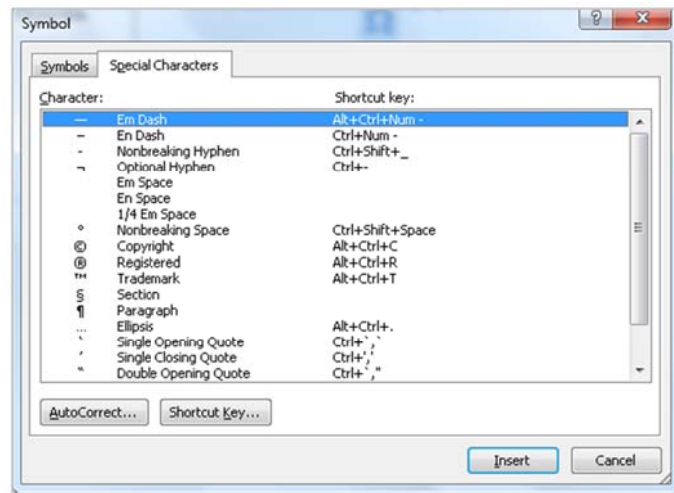 Symbol
Symbols Special Characters
Character: Shortcut key:
— Em Dash Alt+Ctrl+Num -
– En Dash Ctrl+Num -
- Nonbreaking Hyphen Ctrl+Shift+_
¬ Optional Hyphen Ctrl+-
Em Space
En Space
1/4 Em Space
° Nonbreaking Space Ctrl+Shift+Space
© Copyright Alt+Ctrl+C
® Registered Alt+Ctrl+R
™ Trademark Alt+Ctrl+T
§ Section
¶ Paragraph
... Ellipsis Alt+Ctrl+.
‘ Single Opening Quote Ctrl+`,`
’ Single Closing Quote Ctrl+','
“ Double Opening Quote Ctrl+`,"
AutoCorrect... Shortcut Key...
Insert Cancel